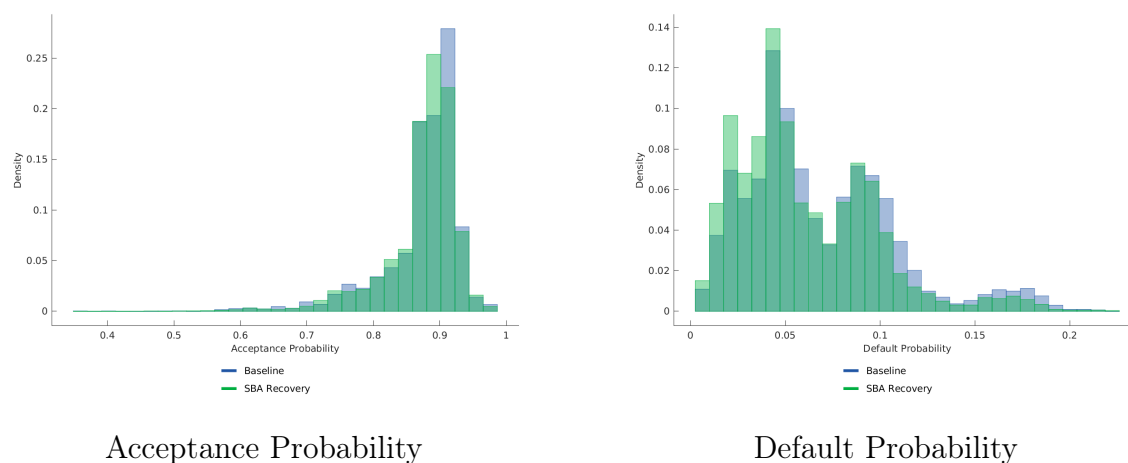 0.25
0.2
0.15
0.1
0.05
0
Density
0.4 0.5 0.6 0.7 0.8 0.9 1
Acceptance Probability
Baseline
SBA Recovery
Acceptance Probability
0.14
0.12
0.1
0.08
0.06
0.04
0.02
0
Density
0 0.05 0.1 0.15 0.2
Default Probability
Baseline
SBA Recovery
Default Probability